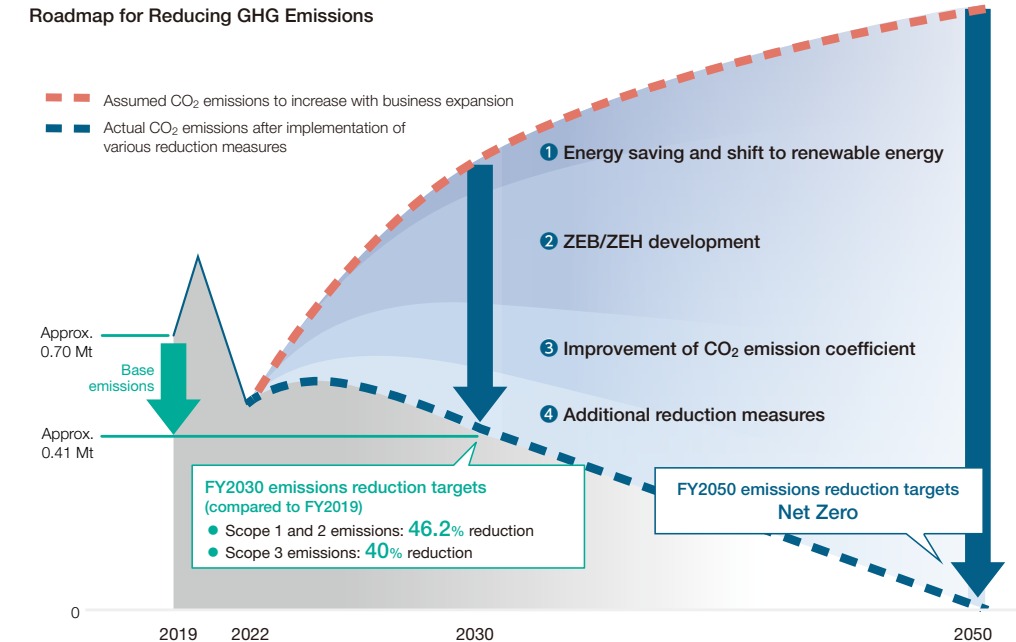 Roadmap for Reducing GHG Emissions
Assumed CO₂ emissions to increase with business expansion
Actual CO₂ emissions after implementation of
various reduction measures
❶ Energy saving and shift to renewable energy
❷ ZEB/ZEH development
❸ Improvement of CO₂ emission coefficient
❹ Additional reduction measures
Approx.
0.70 Mt
Base
emissions
Approx.
0.41 Mt
FY2030 emissions reduction targets
(compared to FY2019)
● Scope 1 and 2 emissions: 46.2% reduction
● Scope 3 emissions: 40% reduction
FY2050 emissions reduction targets
Net Zero
0
2019 2022 2030 2050